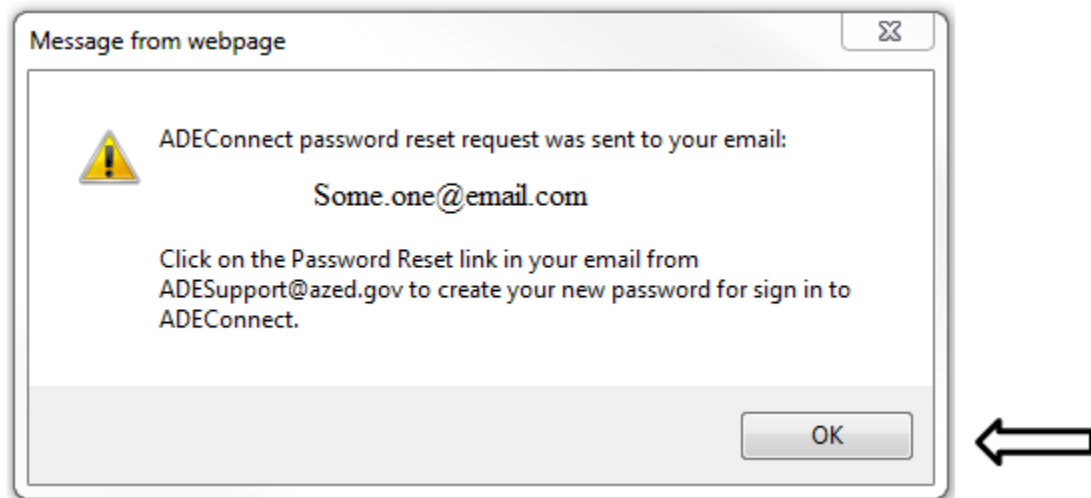 Message from webpage
ADEConnect password reset request was sent to your email:
Some.one@email.com
Click on the Password Reset link in your email from
ADESupport@azed.gov to create your new password for sign in to
ADEConnect.
OK